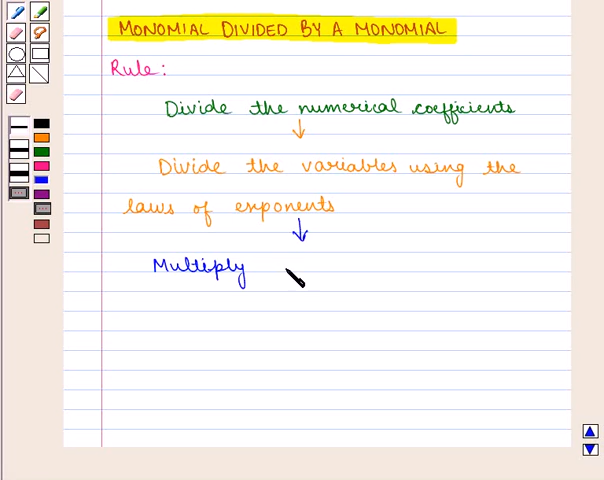 MONOMIAL DIVIDED BY A MONOMIAL
Rule:
Divide the numerical coefficients
Divide the variables using the
laws of exponents
Multiply